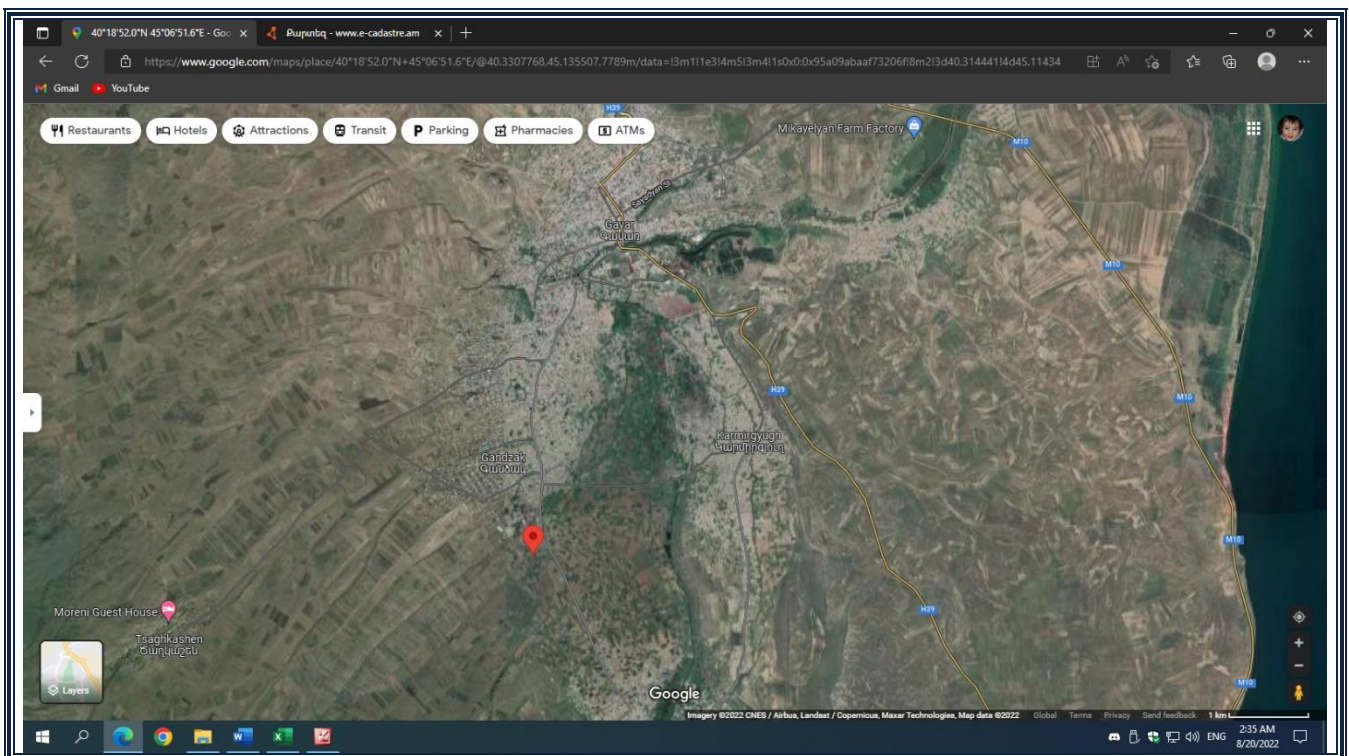 40°18'52.0"N 45°06'51.6"E - Goo
Քարտեզ - www.e-cadastre.am
https://www.google.com/maps/place/40°18'52.0"N+45°06'51.6"E/@40.3307768,45.135507,7789m/data=!3m1!1e3!4m5!3m4!1s0x0:0x95a09abaaf73206f!8m2!3d40.314441!4d45.11434
Gmail
YouTube
Restaurants
Hotels
Attractions
Transit
Parking
Pharmacies
ATMs
H39
Mikayelyan Farm Factory
M10
Sayadyan St
Gavar
Գավառ
M10
H39
M10
Karmirgyugh
Կարմիրգյուղ
Gandzak
Գանձակ
M10
Moreni Guest House
H39
Tsaghkashen
Ծաղկաշեն
Layers
M10
Google
Imagery ©2022 CNES / Airbus, Landsat / Copernicus, Maxar Technologies, Map data ©2022 Global Terms Privacy Send feedback 1 km
ENG
2:35 AM
8/20/2022